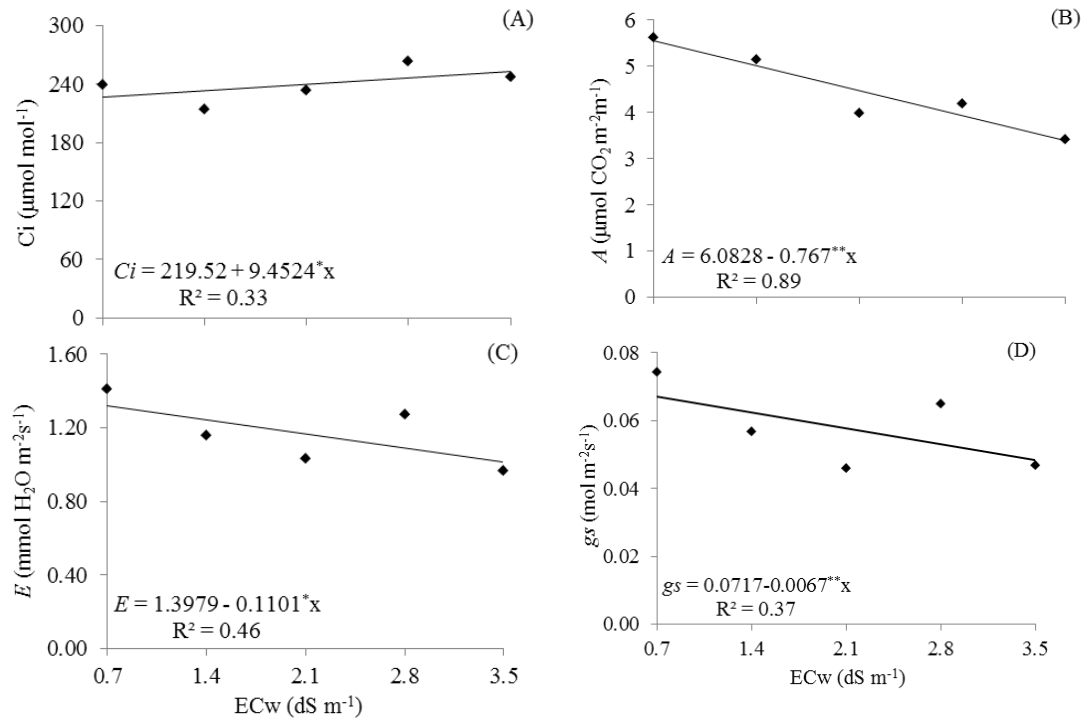 (A)
300
240
180
120
60
0
Ci (µmol mol⁻¹)
Ci = 219.52 + 9.4524*x
R² = 0.33
(B)
6
5
4
3
2
1
0
A (µmol CO₂ m⁻²m⁻¹)
A = 6.0828 - 0.767**x
R² = 0.89
(C)
1.60
1.20
0.80
0.40
0.00
E (mmol H₂O m⁻²s⁻¹)
E = 1.3979 - 0.1101*x
R² = 0.46
0.7 1.4 2.1 2.8 3.5
ECw (dS m⁻¹)
(D)
0.08
0.06
0.04
0.02
0.00
gs (mol m⁻²s⁻¹)
gs = 0.0717-0.0067**x
R² = 0.37
0.7 1.4 2.1 2.8 3.5
ECw (dS m⁻¹)